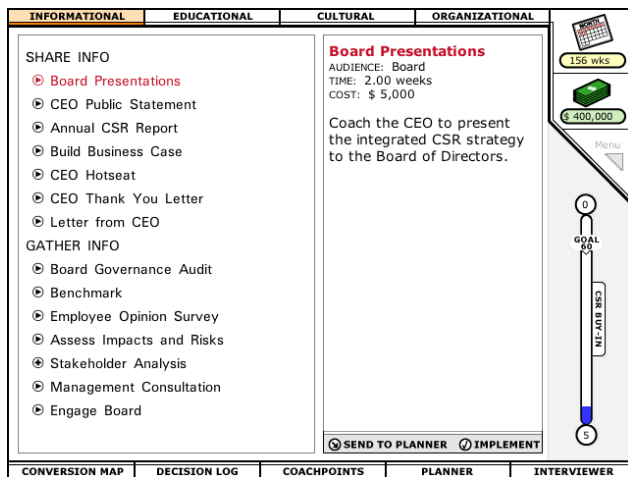 INFORMATIONAL
EDUCATIONAL
CULTURAL
ORGANIZATIONAL
SHARE INFO
Board Presentations
CEO Public Statement
Annual CSR Report
Build Business Case
CEO Hotseat
CEO Thank You Letter
Letter from CEO
GATHER INFO
Board Governance Audit
Benchmark
Employee Opinion Survey
Assess Impacts and Risks
Stakeholder Analysis
Management Consultation
Engage Board
Board Presentations
AUDIENCE: Board
TIME: 2.00 weeks
COST: $ 5,000
Coach the CEO to present
the integrated CSR strategy
to the Board of Directors.
SEND TO PLANNER
IMPLEMENT
MONTH
156 wks
$ 400,000
Menu
0
GOAL
60
CSR BUY-IN
5
CONVERSION MAP
DECISION LOG
COACHPOINTS
PLANNER
INTERVIEWER